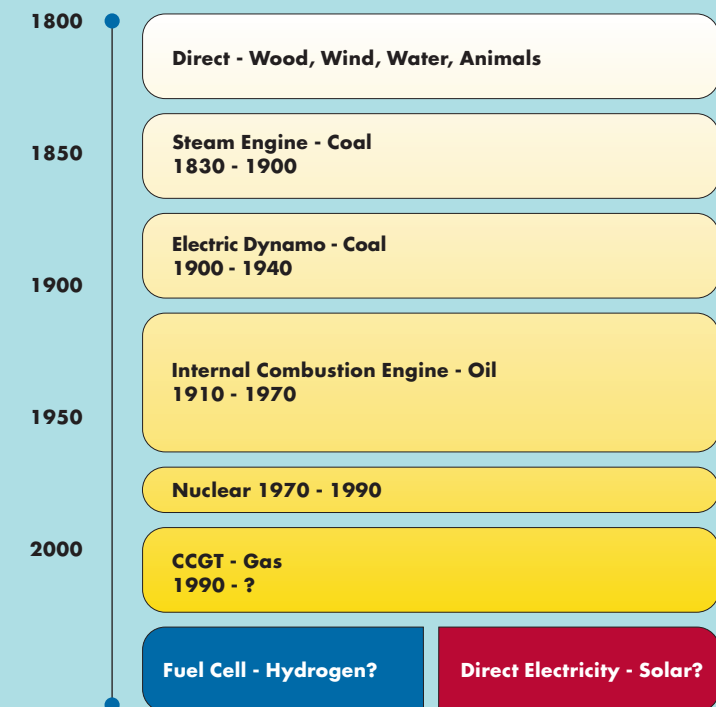 1800
Direct - Wood, Wind, Water, Animals
Steam Engine - Coal
1830 - 1900
1850
Electric Dynamo - Coal
1900 - 1940
1900
Internal Combustion Engine - Oil
1910 - 1970
1950
Nuclear 1970 - 1990
2000
CCGT - Gas
1990 - ?
Fuel Cell - Hydrogen?
Direct Electricity - Solar?